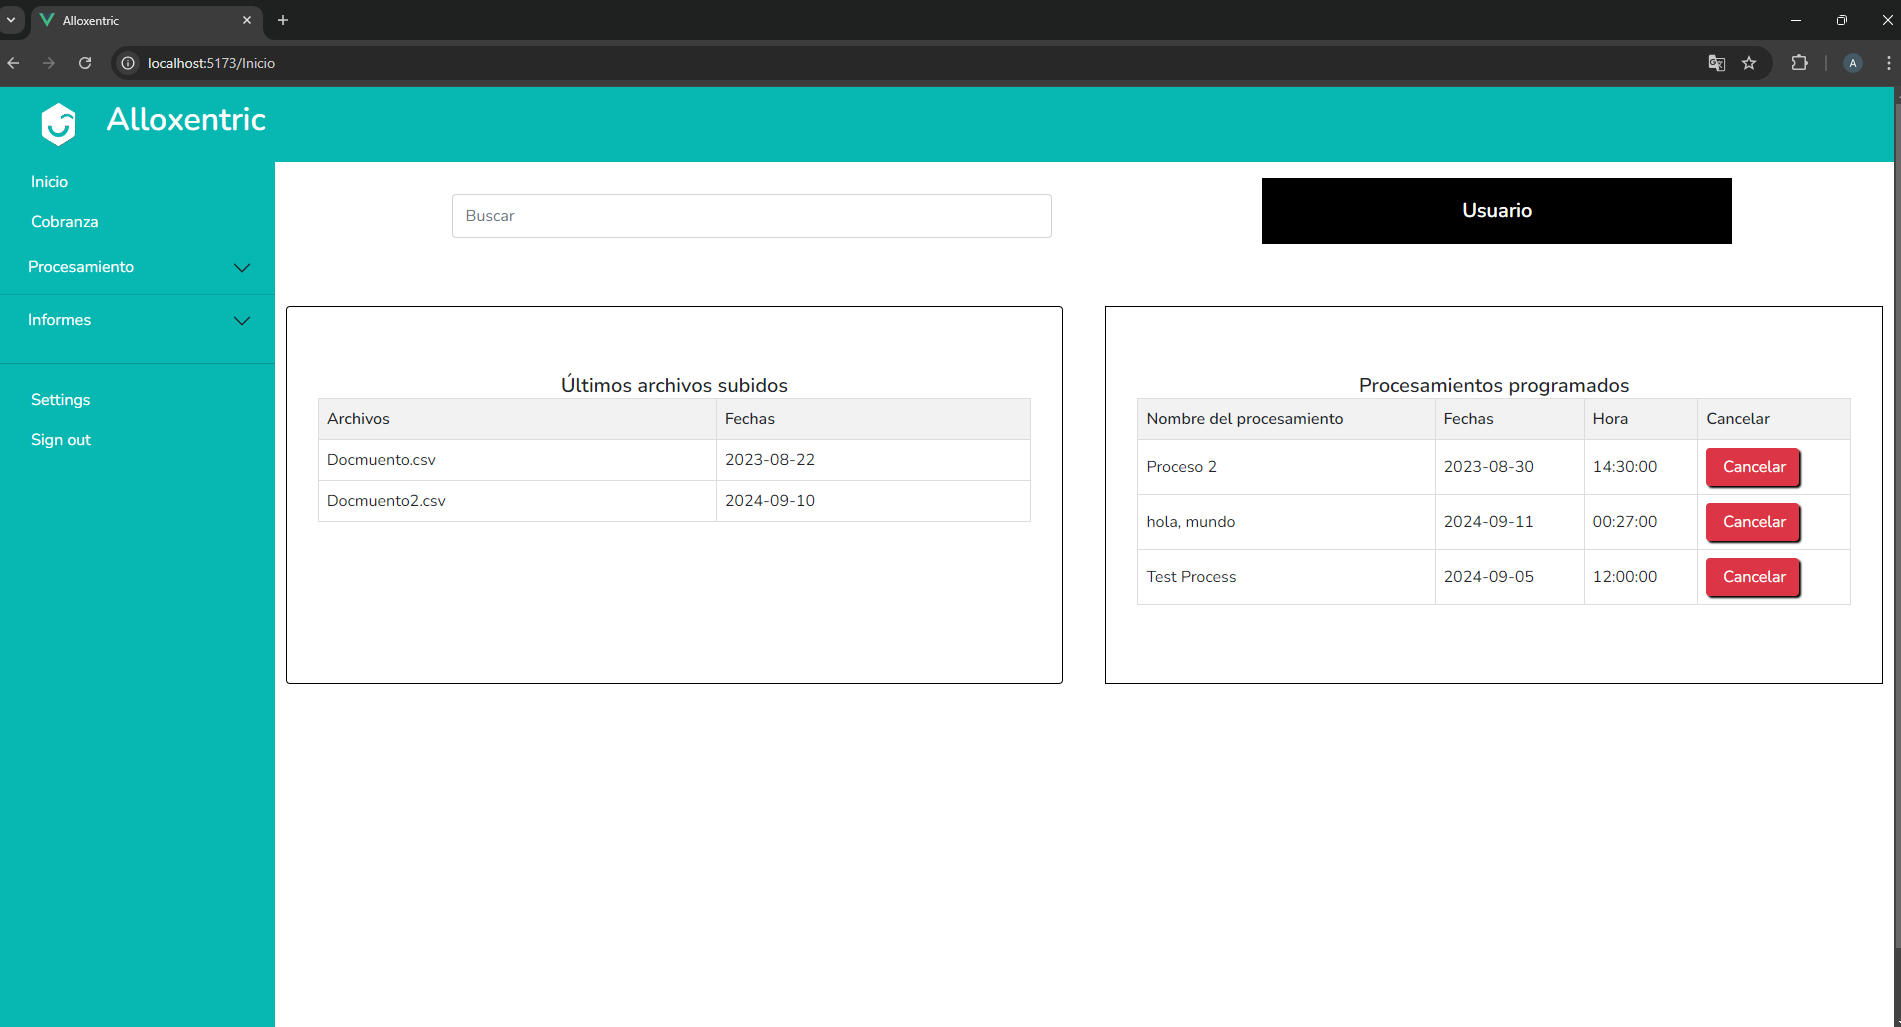 Alloxentric
localhost:5173/Inicio
A
Alloxentric
Inicio
Cobranza
Procesamiento
Informes
Settings
Sign out
Buscar
Usuario
Últimos archivos subidos
Archivos Fechas
Docmuento.csv 2023-08-22
Docmuento2.csv 2024-09-10
Procesamientos programados
Nombre del procesamiento Fechas Hora Cancelar
Proceso 2 2023-08-30 14:30:00 Cancelar
hola, mundo 2024-09-11 00:27:00 Cancelar
Test Process 2024-09-05 12:00:00 Cancelar